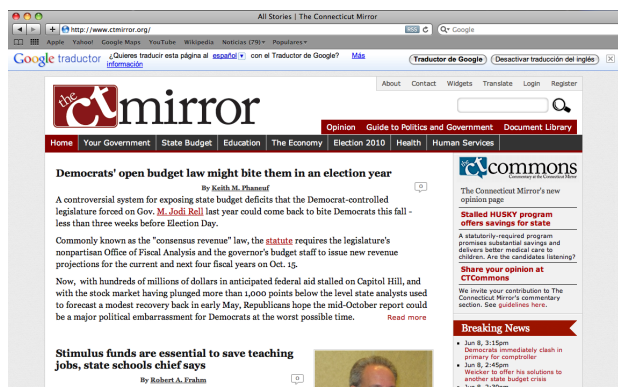 All Stories | The Connecticut Mirror
http://www.ctmirror.org/
RSS
Google
Apple Yahoo! Google Maps YouTube Wikipedia Noticias (79) Populares
Google traductor ¿Quieres traducir esta página al español con el Traductor de Google? Más
información
Traductor de Google
Desactivar traducción del inglés
About Contact Widgets Translate Login Register
the ct mirror
Opinion Guide to Politics and Government Document Library
Home Your Government State Budget Education The Economy Election 2010 Health Human Services
Democrats' open budget law might bite them in an election year
By Keith M. Phaneuf
0
A controversial system for exposing state budget deficits that the Democrat-controlled
legislature forced on Gov. M. Jodi Rell last year could come back to bite Democrats this fall -
less than three weeks before Election Day.
Commonly known as the "consensus revenue" law, the statute requires the legislature's
nonpartisan Office of Fiscal Analysis and the governor's budget staff to issue new revenue
projections for the current and next four fiscal years on Oct. 15.
Now, with hundreds of millions of dollars in anticipated federal aid stalled on Capitol Hill, and
with the stock market having plunged more than 1,000 points below the level state analysts used
to forecast a modest recovery back in early May, Republicans hope the mid-October report could
be a major political embarrassment for Democrats at the worst possible time. Read more
Stimulus funds are essential to save teaching
jobs, state schools chief says
By Robert A. Frahm
0
ct commons
Commentary at the Connecticut Mirror
The Connecticut Mirror's new
opinion page
Stalled HUSKY program
offers savings for state
A statutorily-required program
promises substantial savings and
delivers better medical care to
children. Are the candidates listening?
Share your opinion at
CTCommons
We invite your contribution to The
Connecticut Mirror's commentary
section. See guidelines here.
Breaking News
Jun 8, 3:15pm
Democrats immediately clash in
primary for comptroller
Jun 8, 2:45pm
Weicker to offer his solutions to
another state budget crisis